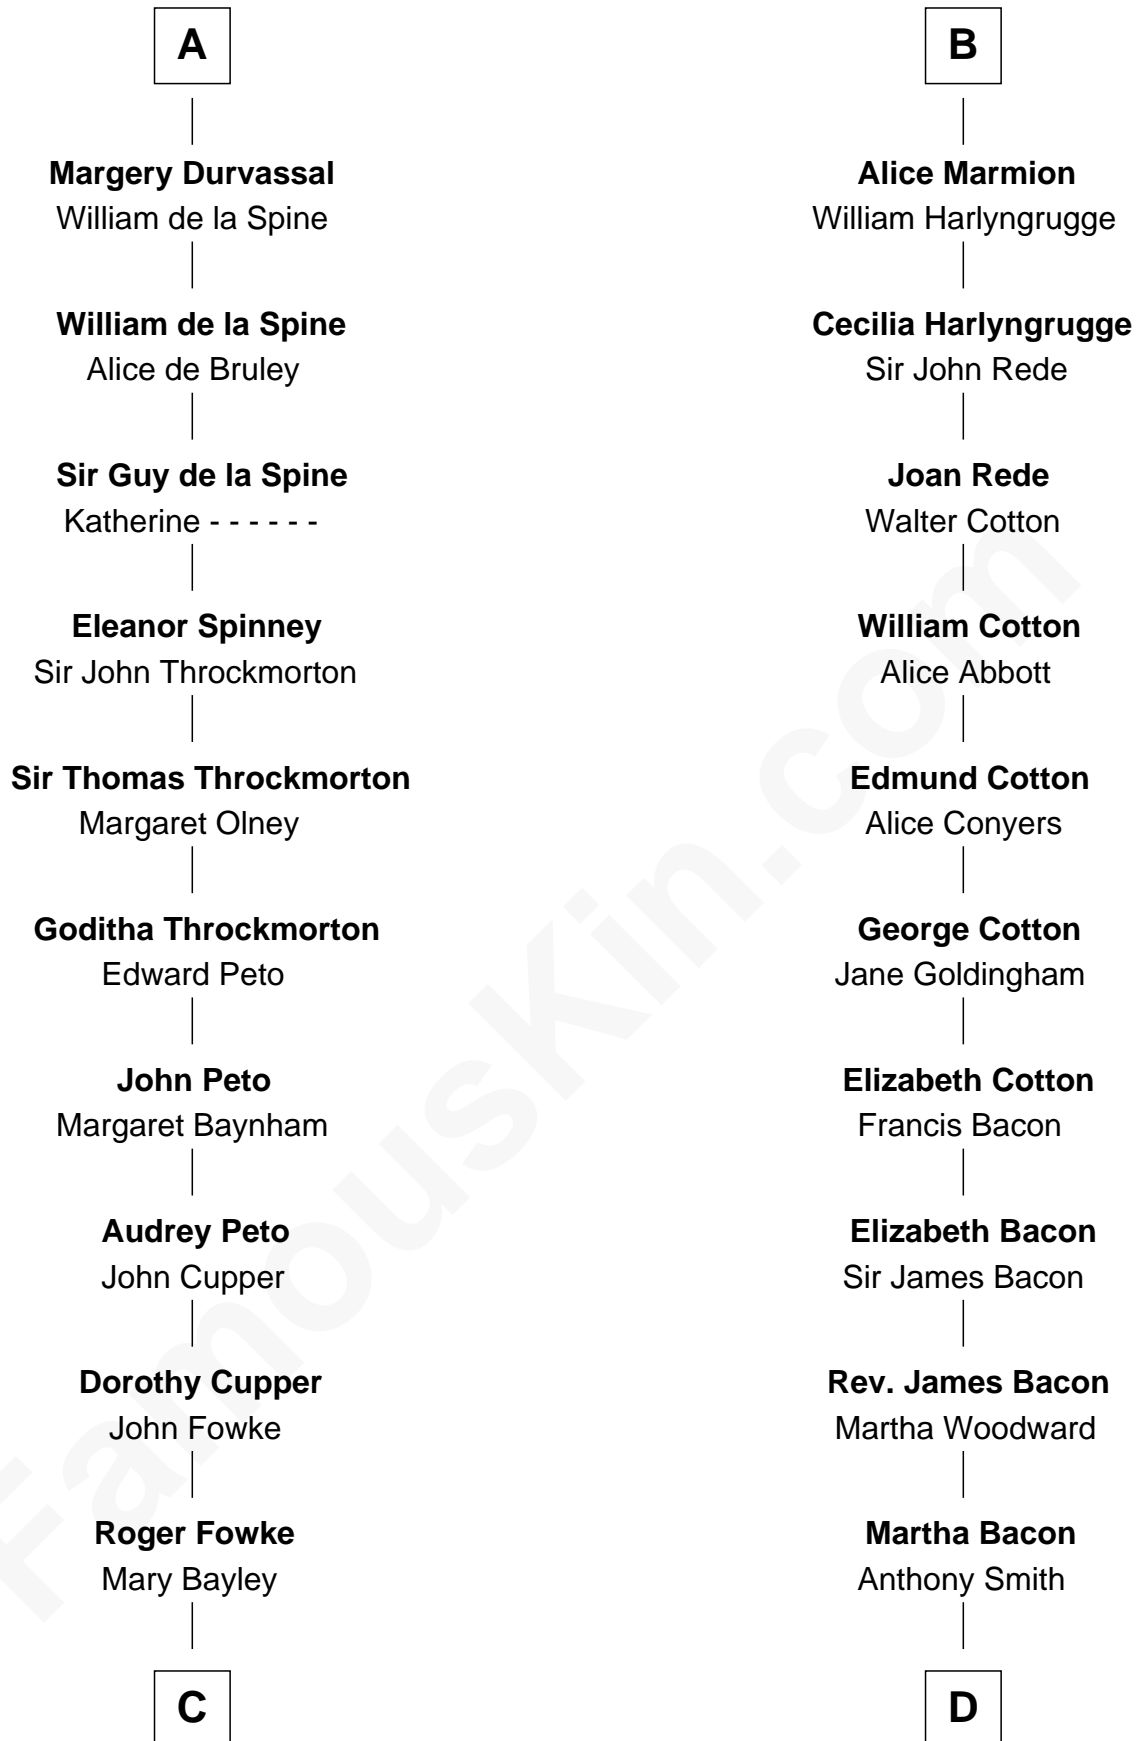 A
Margery Durvassal
William de la Spine
William de la Spine
Alice de Bruley
Sir Guy de la Spine
Katherine - - - - - -
Eleanor Spinney
Sir John Throckmorton
Sir Thomas Throckmorton
Margaret Olney
Goditha Throckmorton
Edward Peto
John Peto
Margaret Baynham
Audrey Peto
John Cupper
Dorothy Cupper
John Fowke
Roger Fowke
Mary Bayley
C
B
Alice Marmion
William Harlyngrugge
Cecilia Harlyngrugge
Sir John Rede
Joan Rede
Walter Cotton
William Cotton
Alice Abbott
Edmund Cotton
Alice Conyers
George Cotton
Jane Goldingham
Elizabeth Cotton
Francis Bacon
Elizabeth Bacon
Sir James Bacon
Rev. James Bacon
Martha Woodward
Martha Bacon
Anthony Smith
D
FamousKin.com